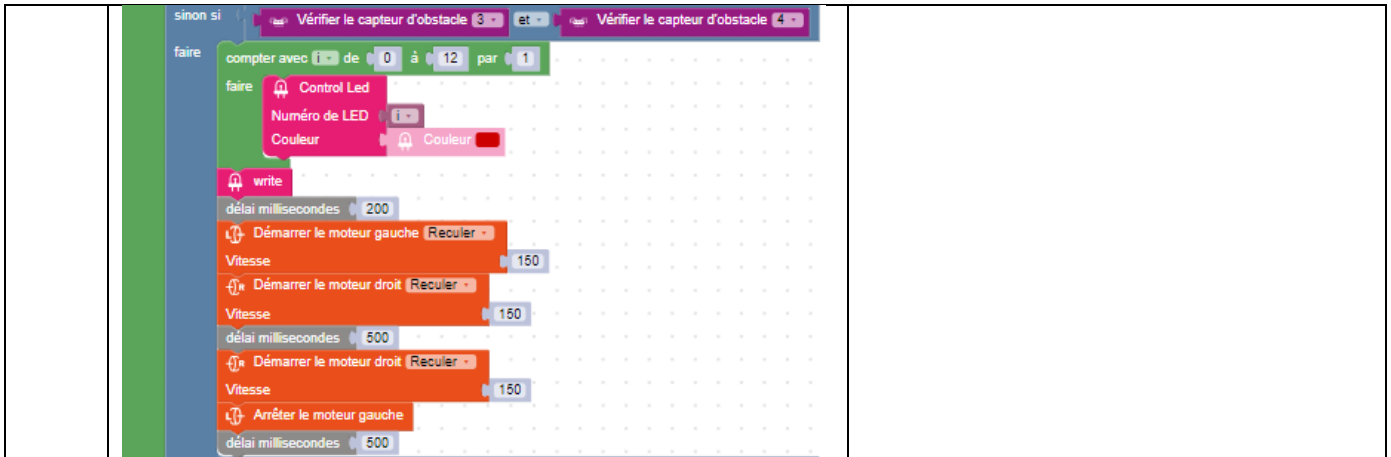 sinon si Vérifier le capteur d'obstacle 3 et Vérifier le capteur d'obstacle 4
faire compter avec i de 0 à 12 par 1
faire Control Led
Numéro de LED i
Couleur Couleur
write
délai millisecondes 200
L Démarrer le moteur gauche Reculer
Vitesse 150
R Démarrer le moteur droit Reculer
Vitesse 150
délai millisecondes 500
R Démarrer le moteur droit Reculer
Vitesse 150
L Arrêter le moteur gauche
délai millisecondes 500